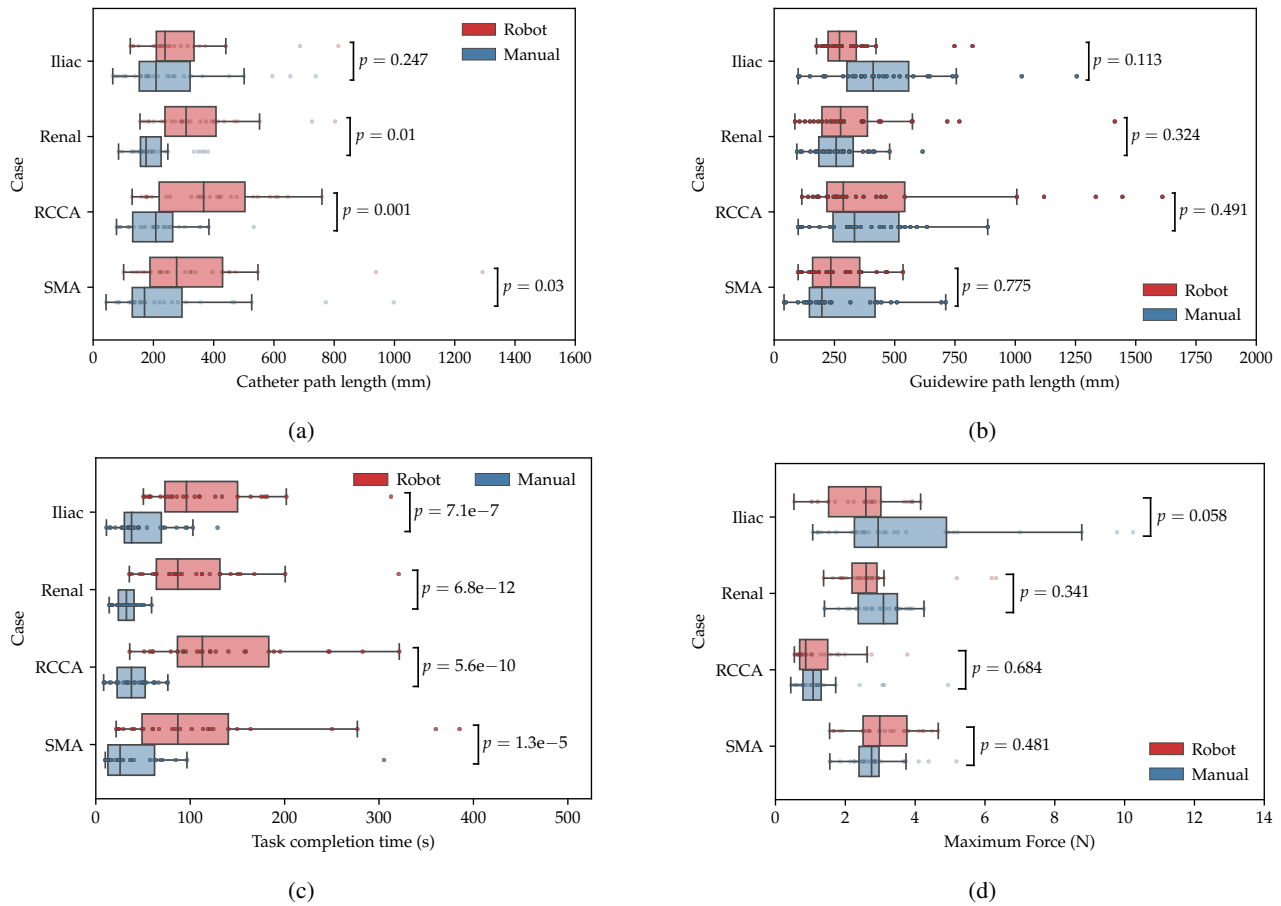 Robot
Manual
Iliac
Renal
RCCA
SMA
Case
p = 0.247
p = 0.01
p = 0.001
p = 0.03
0 200 400 600 800 1000 1200 1400 1600
Catheter path length (mm)
(a)
Iliac
Renal
RCCA
SMA
Case
p = 0.113
p = 0.324
p = 0.491
p = 0.775
Robot
Manual
0 250 500 750 1000 1250 1500 1750 2000
Guidewire path length (mm)
(b)
Robot Manual
Iliac
Renal
RCCA
SMA
Case
p = 7.1e−7
p = 6.8e−12
p = 5.6e−10
p = 1.3e−5
0 100 200 300 400 500
Task completion time (s)
(c)
Iliac
Renal
RCCA
SMA
Case
p = 0.058
p = 0.341
p = 0.684
p = 0.481
Robot
Manual
0 2 4 6 8 10 12 14
Maximum Force (N)
(d)